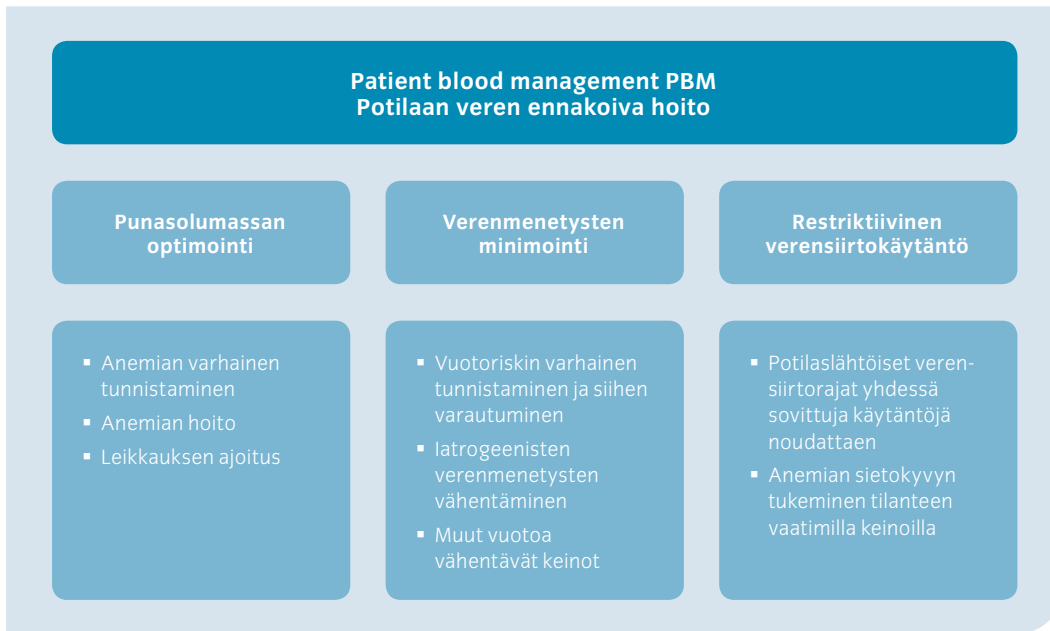 Patient blood management PBM
Potilaan veren ennakoiva hoito
Punasolumassan
optimointi
▪ Anemian varhainen
tunnistaminen
▪ Anemian hoito
▪ Leikkauksen ajoitus
Verenmenetysten
minimointi
▪ Vuotoriskin varhainen
tunnistaminen ja siihen
varautuminen
▪ Iatrogeenisten
verenmenetysten
vähentäminen
▪ Muut vuotoa
vähentävät keinot
Restriktiivinen
verensiirtokäytäntö
▪ Potilaslähtöiset veren-
siirtorajat yhdessä
sovittuja käytäntöjä
noudattaen
▪ Anemian sietokyvyn
tukeminen tilanteen
vaatimilla keinoilla